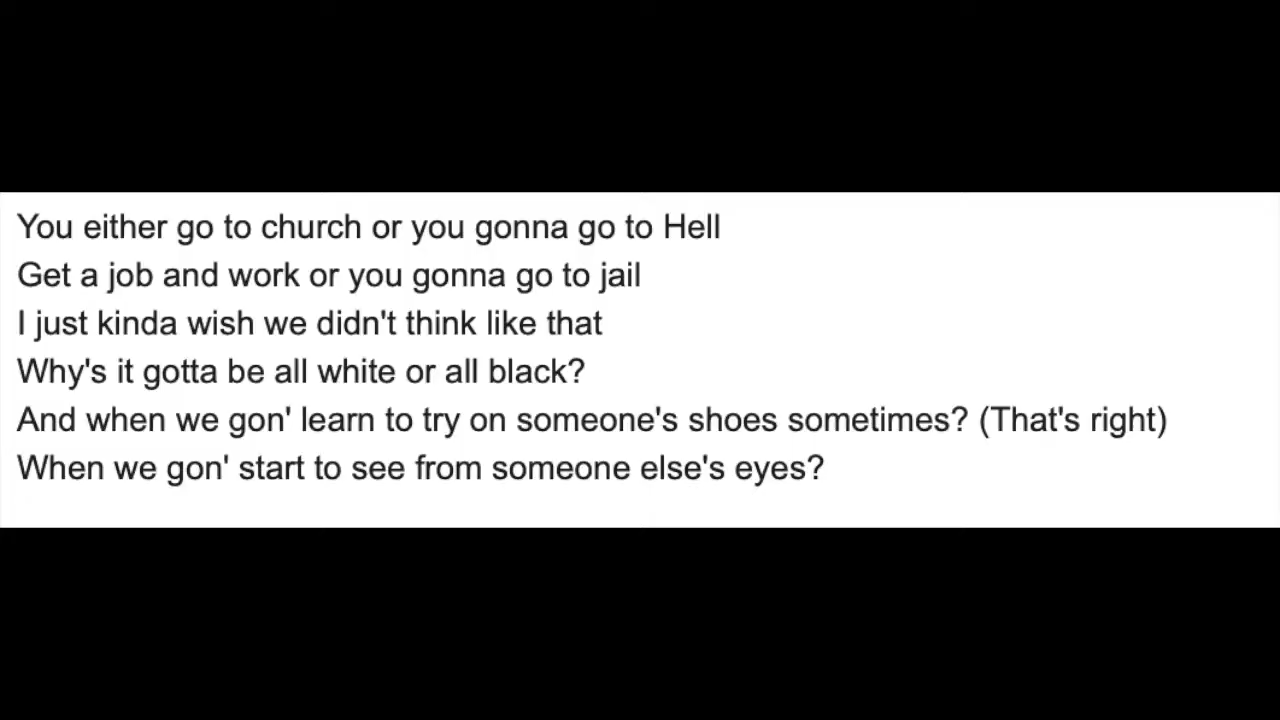 You either go to church or you gonna go to Hell
Get a job and work or you gonna go to jail
I just kinda wish we didn't think like that
Why's it gotta be all white or all black?
And when we gon' learn to try on someone's shoes sometimes? (That's right)
When we gon' start to see from someone else's eyes?